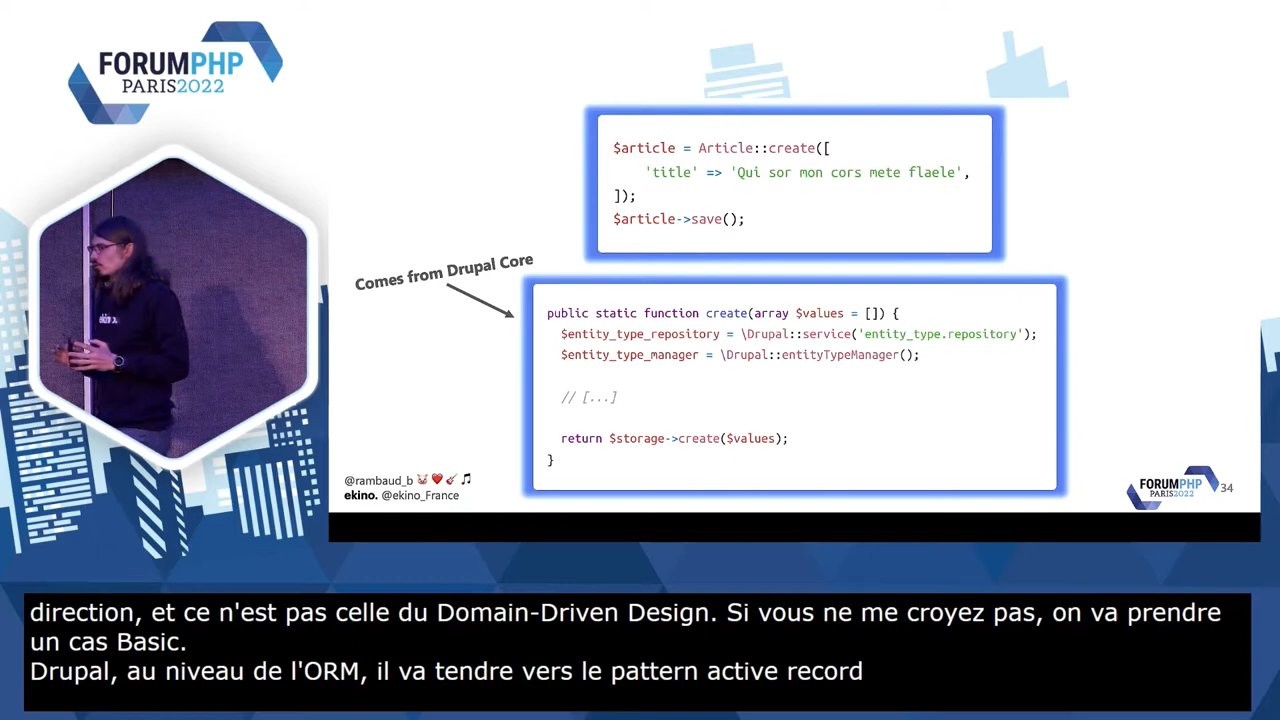 FORUMPHP
PARIS2022
$article = Article::create([
'title' => 'Qui sor mon cors mete flaele',
]);
$article->save();
Comes from Drupal Core
public static function create(array $values = []) {
$entity_type_repository = \Drupal::service('entity_type.repository');
$entity_type_manager = \Drupal::entityTypeManager();
// [...]
return $storage->create($values);
}
@rambaud_b
ekino. @ekino_France
FORUMPHP
PARIS2022
34
direction, et ce n'est pas celle du Domain-Driven Design. Si vous ne me croyez pas, on va prendre
un cas Basic.
Drupal, au niveau de l'ORM, il va tendre vers le pattern active record